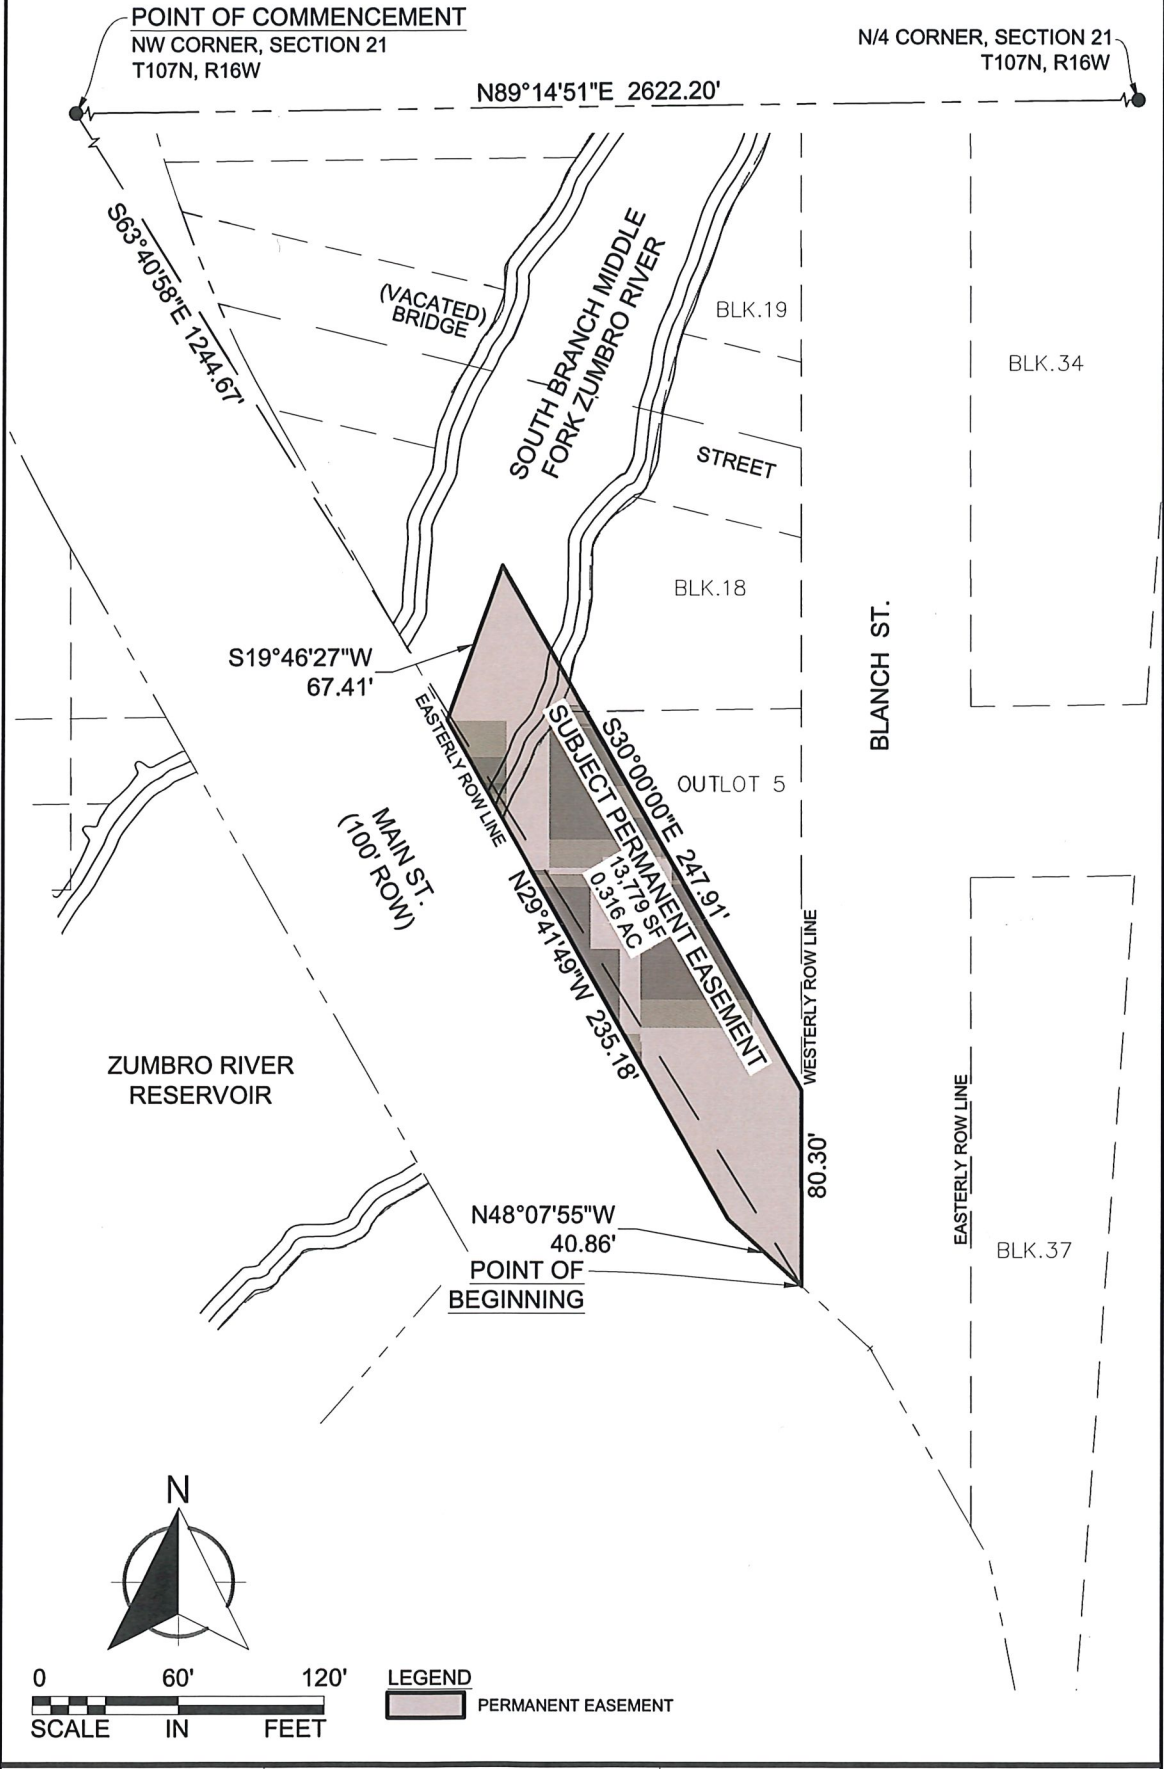 POINT OF COMMENCEMENT
NW CORNER, SECTION 21
T107N, R16W
N/4 CORNER, SECTION 21
T107N, R16W
N89°14'51"E 2622.20'
S63°40'58"E 1244.67'
(VACATED)
BRIDGE
SOUTH BRANCH MIDDLE
FORK ZUMBRO RIVER
BLK.19
BLK.34
STREET
BLK.18
BLANCH ST.
S19°46'27"W
67.41'
EASTERLY ROW LINE
S30°00'00"E 247.91'
OUTLOT 5
SUBJECT PERMANENT EASEMENT
13,779 SF
0.316 AC
MAIN ST.
(100' ROW)
N29°41'49"W 235.18'
WESTERLY ROW LINE
ZUMBRO RIVER
RESERVOIR
80.30'
EASTERLY ROW LINE
N48°07'55"W
40.86'
BLK.37
POINT OF
BEGINNING
N
0 60' 120'
SCALE IN FEET
LEGEND
PERMANENT EASEMENT